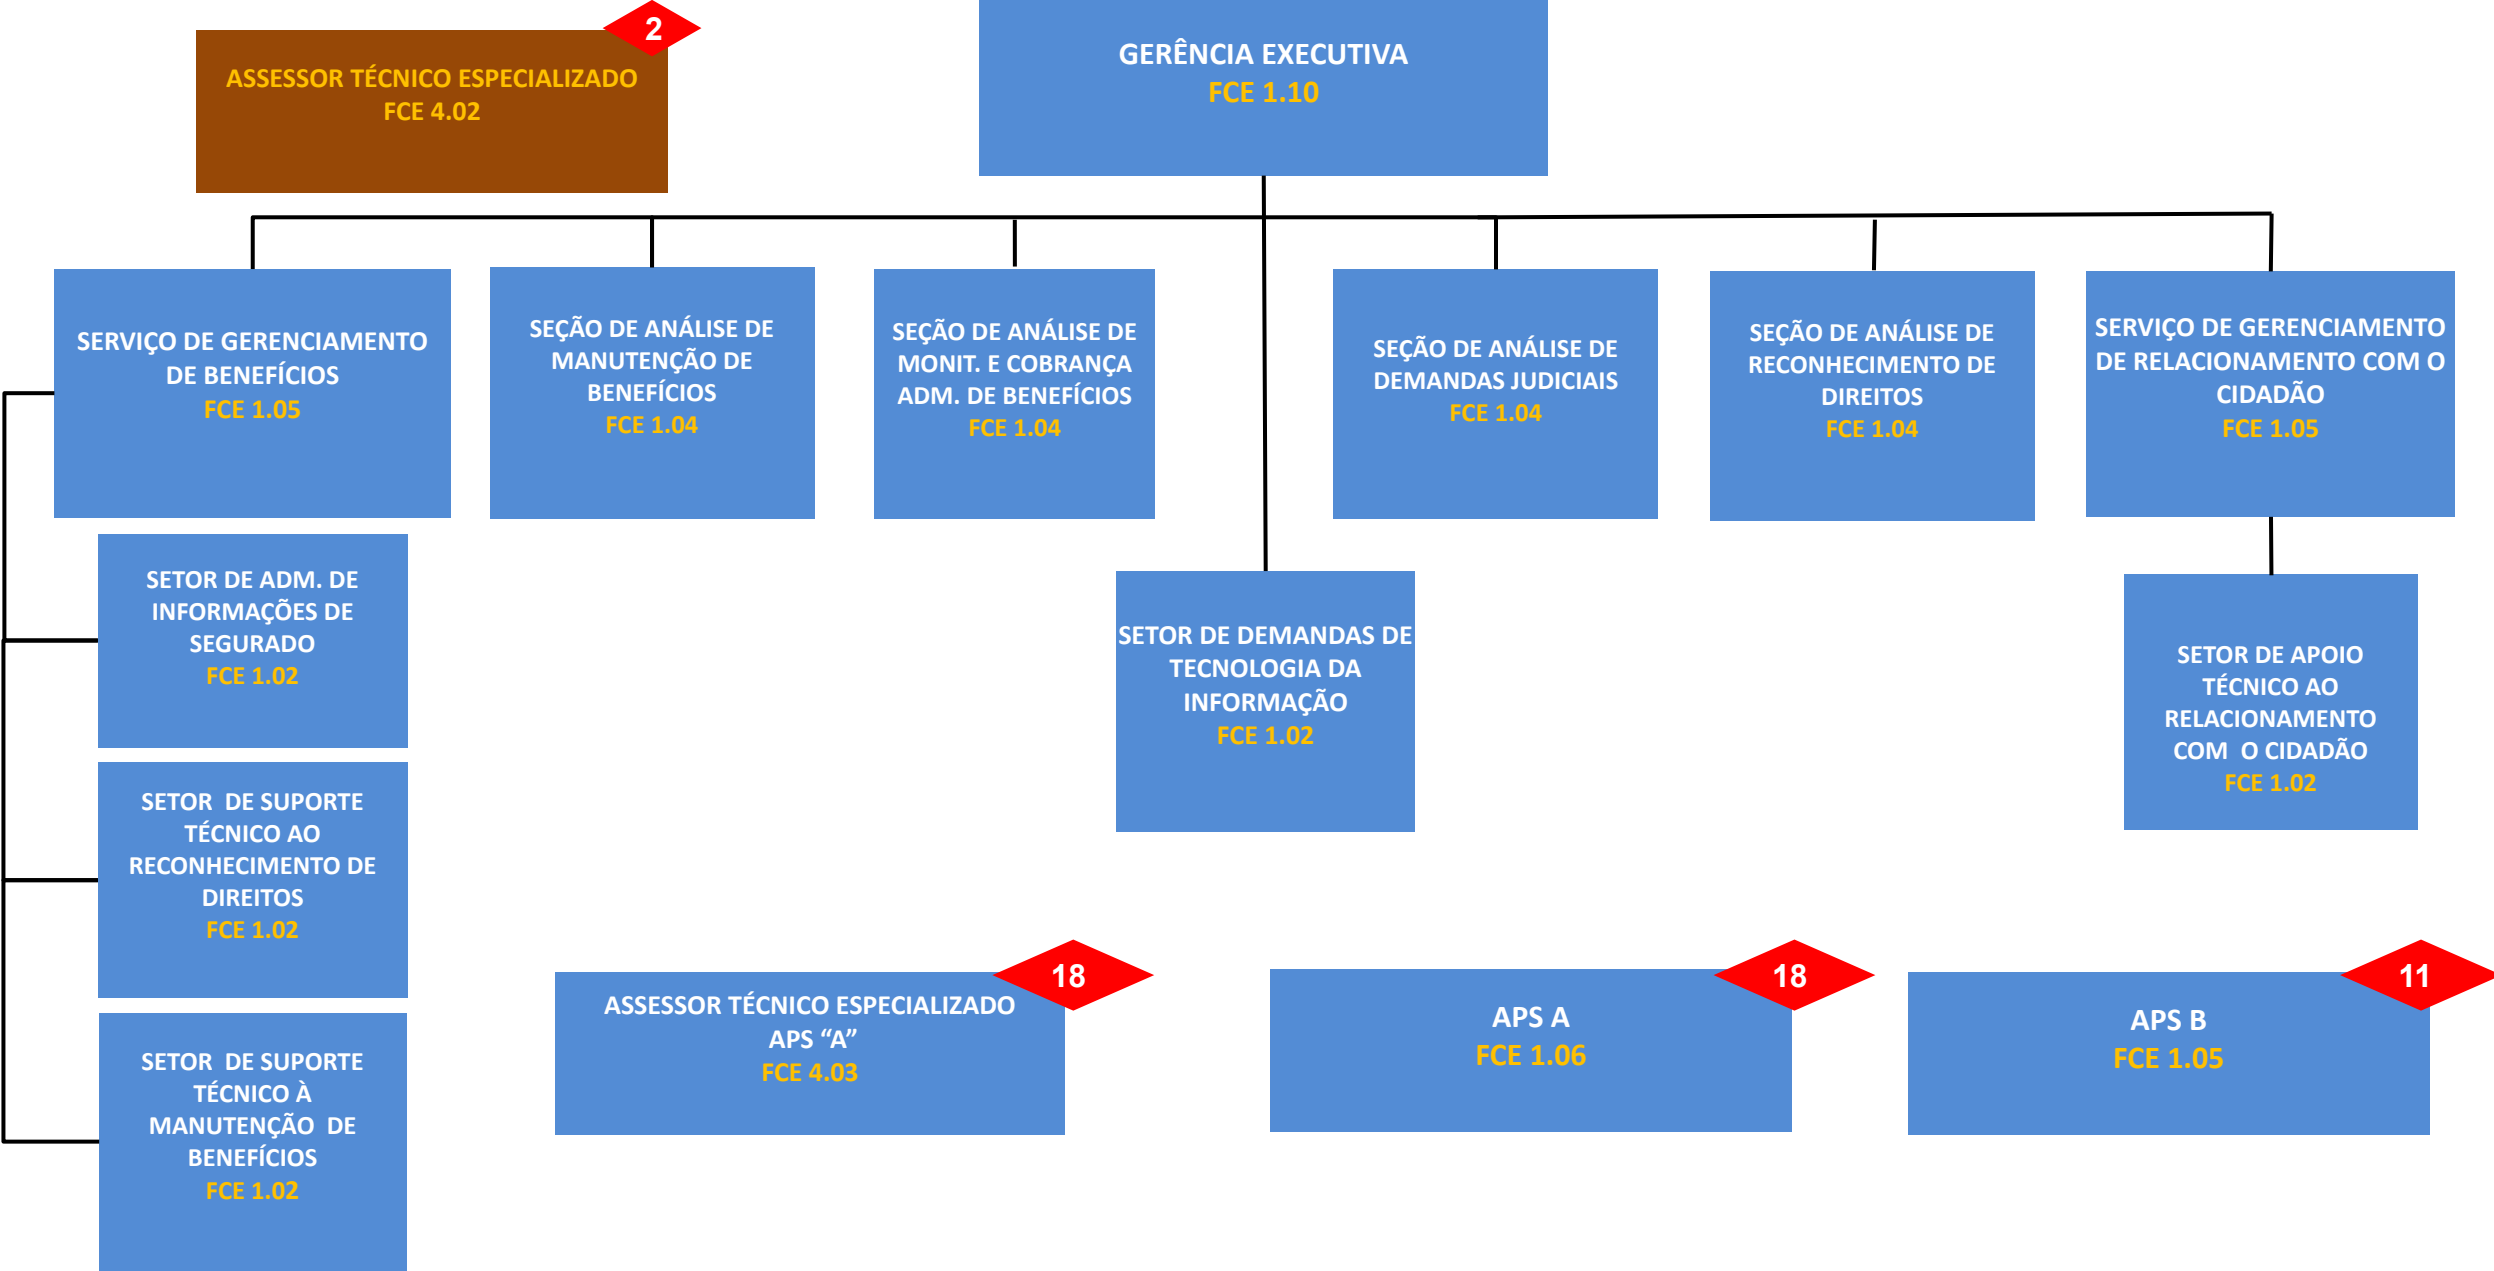 2
ASSESSOR TÉCNICO ESPECIALIZADO
FCE 4.02
GERÊNCIA EXECUTIVA
FCE 1.10
SERVIÇO DE GERENCIAMENTO
DE BENEFÍCIOS
FCE 1.05
SEÇÃO DE ANÁLISE DE
MANUTENÇÃO DE
BENEFÍCIOS
FCE 1.04
SEÇÃO DE ANÁLISE DE
MONIT. E COBRANÇA
ADM. DE BENEFÍCIOS
FCE 1.04
SEÇÃO DE ANÁLISE DE
DEMANDAS JUDICIAIS
FCE 1.04
SEÇÃO DE ANÁLISE DE
RECONHECIMENTO DE
DIREITOS
FCE 1.04
SERVIÇO DE GERENCIAMENTO
DE RELACIONAMENTO COM O
CIDADÃO
FCE 1.05
SETOR DE ADM. DE
INFORMAÇÕES DE
SEGURADO
FCE 1.02
SETOR DE DEMANDAS DE
TECNOLOGIA DA
INFORMAÇÃO
FCE 1.02
SETOR DE APOIO
TÉCNICO AO
RELACIONAMENTO
COM  O CIDADÃO
FCE 1.02
SETOR  DE SUPORTE
TÉCNICO AO
RECONHECIMENTO DE
DIREITOS
FCE 1.02
18
ASSESSOR TÉCNICO ESPECIALIZADO
APS “A”
FCE 4.03
18
APS A
FCE 1.06
11
APS B
FCE 1.05
SETOR  DE SUPORTE
TÉCNICO À
MANUTENÇÃO  DE
BENEFÍCIOS
FCE 1.02